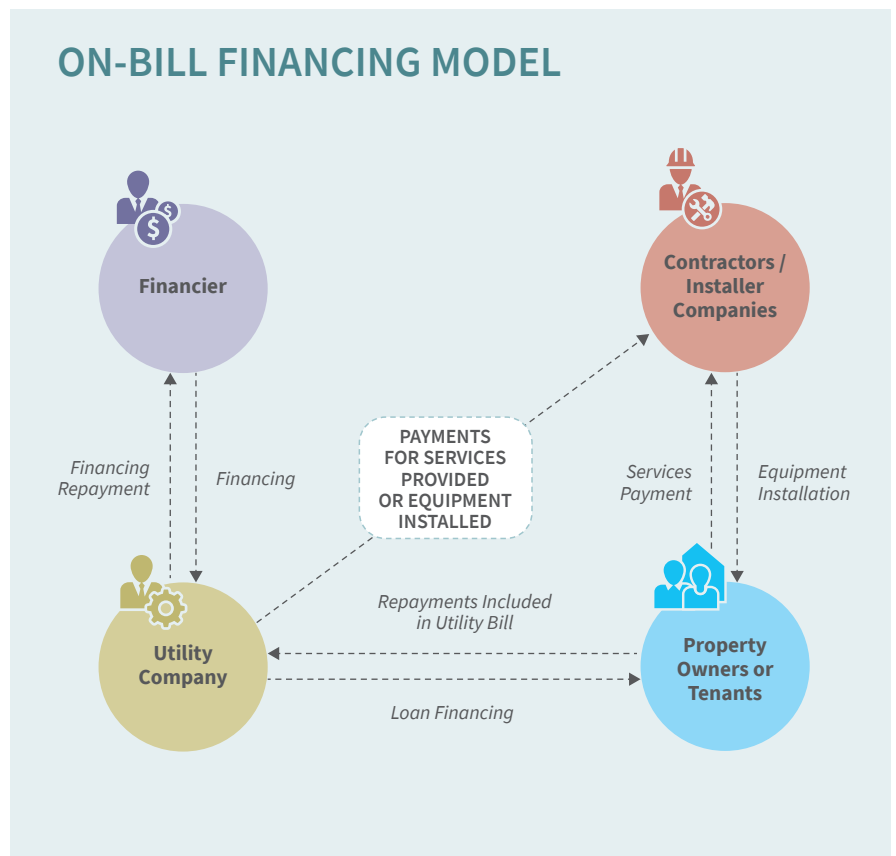 ON-BILL FINANCING MODEL
$
$
Financier
Contractors /
Installer
Companies
Financing
Repayment
Financing
PAYMENTS
FOR SERVICES
PROVIDED
OR EQUIPMENT
INSTALLED
Services
Payment
Equipment
Installation
Utility
Company
Repayments Included
in Utility Bill
Loan Financing
Property
Owners or
Tenants